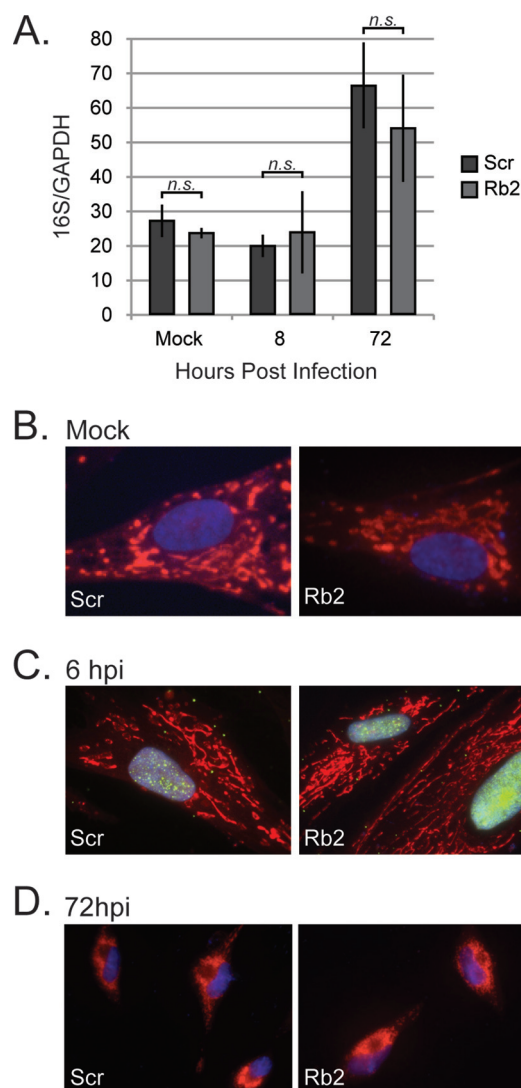 A.
80
70
60
50
40
30
20
10
0
16S/GAPDH
n.s.
n.s.
n.s.
Scr
Rb2
Mock
8
72
Hours Post Infection
B. Mock
Scr
Rb2
C. 6 hpi
Scr
Rb2
D. 72hpi
Scr
Rb2